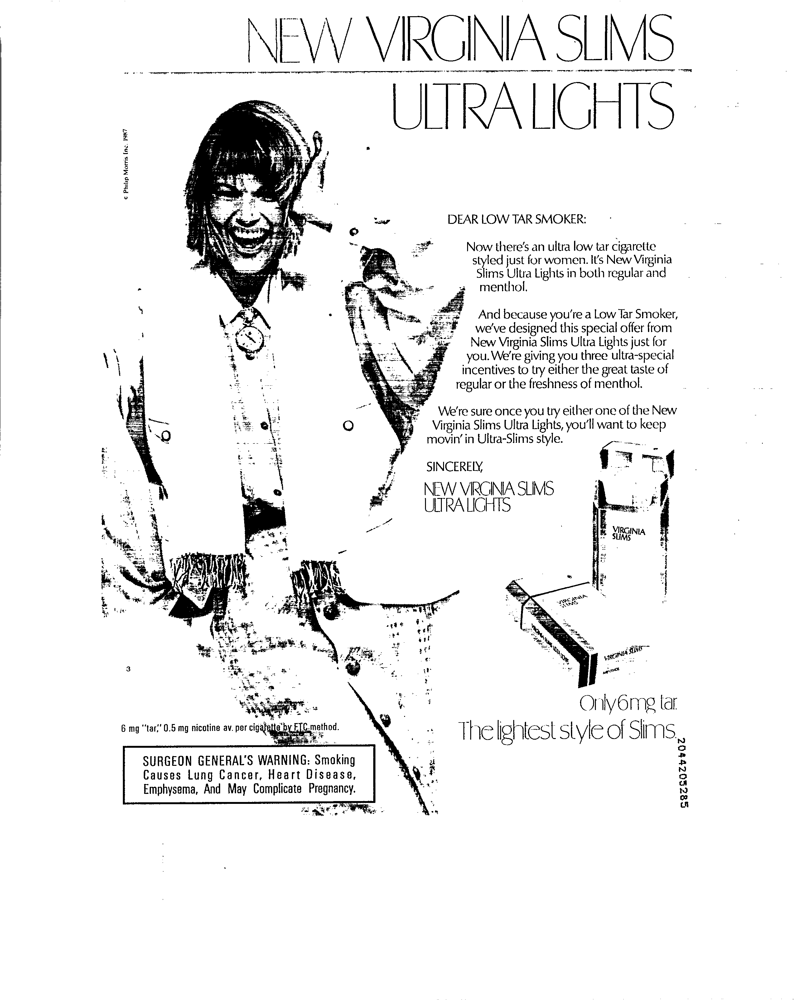 NEW VIRGINIA SLIMS
ULTRA LIGHTS
© Philip Morris Inc. 1987
DEAR LOW TAR SMOKER:
Now there's an ultra low tar cigarette
styled just for women. It's New Virginia
Slims Ultra Lights in both regular and
menthol.
And because you're a Low Tar Smoker,
we've designed this special offer from
New Virginia Slims Ultra Lights just for
you. We're giving you three ultra-special
incentives to try either the great taste of
regular or the freshness of menthol.
We're sure once you try either one of the New
Virginia Slims Ultra Lights, you'll want to keep
movin' in Ultra-Slims style.
SINCERELY,
NEW VIRGINIA SLIMS
ULTRA LIGHTS
VIRGINIA
SLIMS
VIRGINIA
SLIMS
VIRGINIA SLIMS
3
Only 6 mg tar.
The lightest style of Slims.
6 mg "tar," 0.5 mg nicotine av. per cigarette by FTC method.
SURGEON GENERAL'S WARNING: Smoking
Causes Lung Cancer, Heart Disease,
Emphysema, And May Complicate Pregnancy.
2044205285